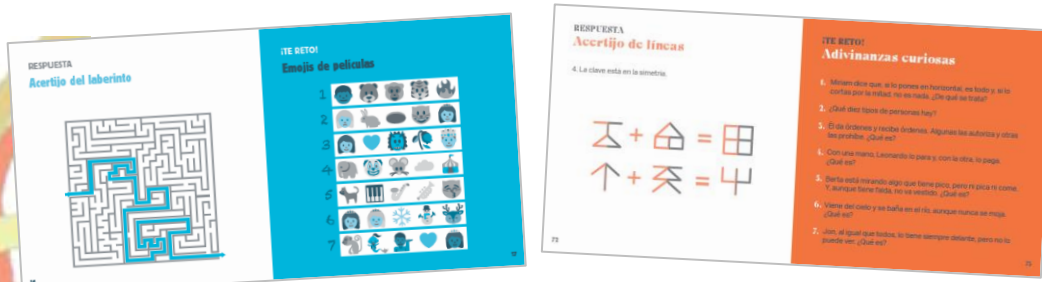 RESPUESTA
Acertijo del laberinto
¡TE RETO!
Emojis de películas
1
2
3
4
5
6
7
RESPUESTA
Acertijo de líneas
4. La clave está en la simetría.
+ =
+ =
73
¡TE RETO!
Adivinanzas curiosas
1. Miriam dice que, si lo pones en horizontal, es todo y, si lo
cortas por la mitad, no es nada. ¿De qué se trata?
2. ¿Qué diez tipos de personas hay?
3. Él da órdenes y recibe órdenes. Algunas las autoriza y otras
las prohíbe. ¿Qué es?
4. Con una mano, Leonardo lo para y, con la otra, lo paga.
¿Qué es?
5. Berta está mirando algo que tiene pico, pero ni pica ni come.
Y, aunque tiene falda, no va vestido. ¿Qué es?
6. Viene del cielo y se baña en el río, aunque nunca se moja.
¿Qué es?
7. Jon, al igual que todos, lo tiene siempre delante, pero no lo
puede ver. ¿Qué es?